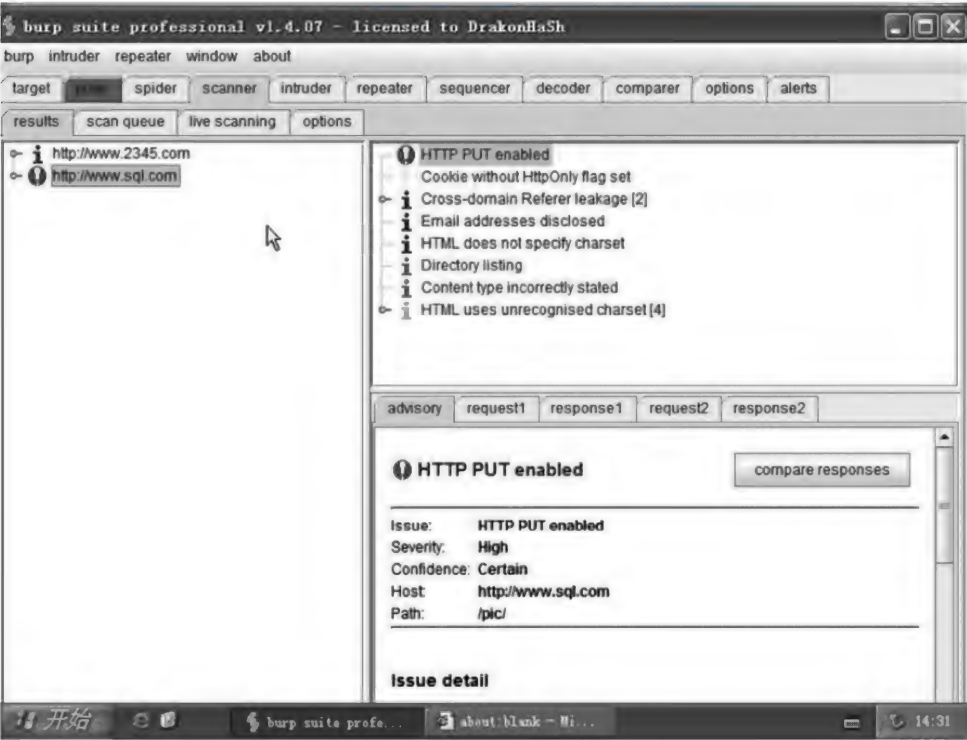 burp suite professional v1.4.07 - licensed to DrakonHaSh
burp intruder repeater window about
target spider scanner intruder repeater sequencer decoder comparer options alerts
results scan queue live scanning options
http://www.2345.com
http://www.sql.com
HTTP PUT enabled
Cookie without HttpOnly flag set
Cross-domain Referer leakage [2]
Email addresses disclosed
HTML does not specify charset
Directory listing
Content type incorrectly stated
HTML uses unrecognised charset [4]
advisory request1 response1 request2 response2
HTTP PUT enabled
compare responses
Issue: HTTP PUT enabled
Severity: High
Confidence: Certain
Host: http://www.sql.com
Path: /pic/
Issue detail
开始 burp suite profe... about:blank - Mi... 14:31